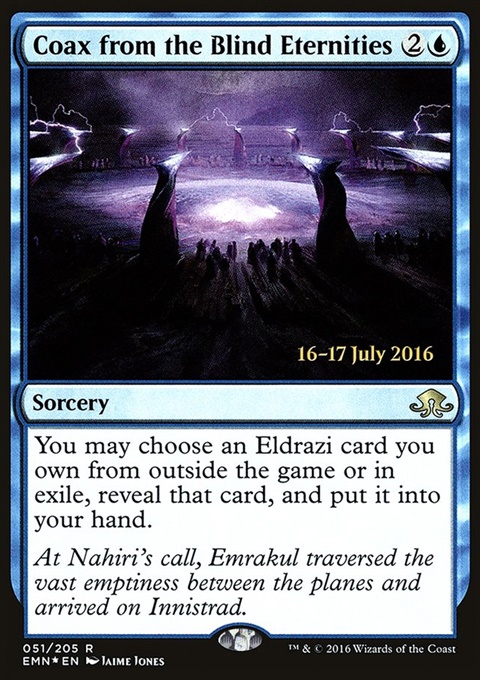 Coax from the Blind Eternities 2
16–17 July 2016
Sorcery
You may choose an Eldrazi card you
own from outside the game or in
exile, reveal that card, and put it into
your hand.
At Nahiri's call, Emrakul traversed the
vast emptiness between the planes and
arrived on Innistrad.
051/205 R
EMN★EN Jaime Jones
™ & © 2016 Wizards of the Coast